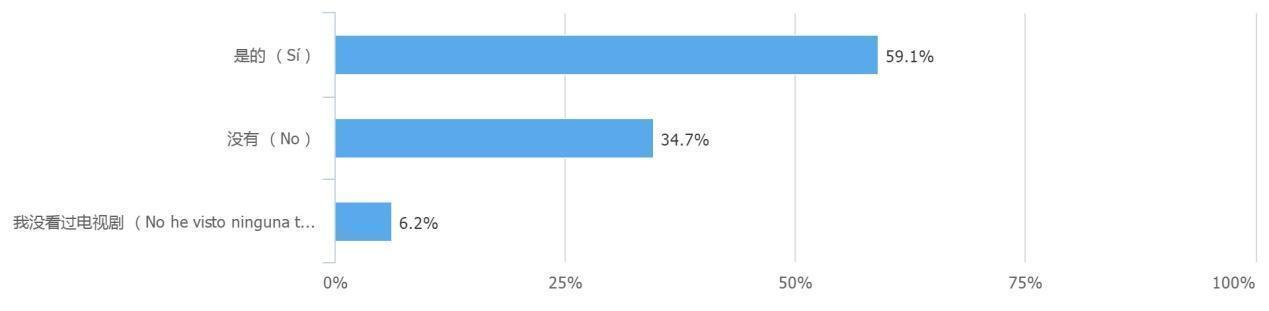 是的 （ Sí ）
59.1%
没有 （ No ）
34.7%
我没看过电视剧 （ No he visto ninguna t...
6.2%
0% 25% 50% 75% 100%